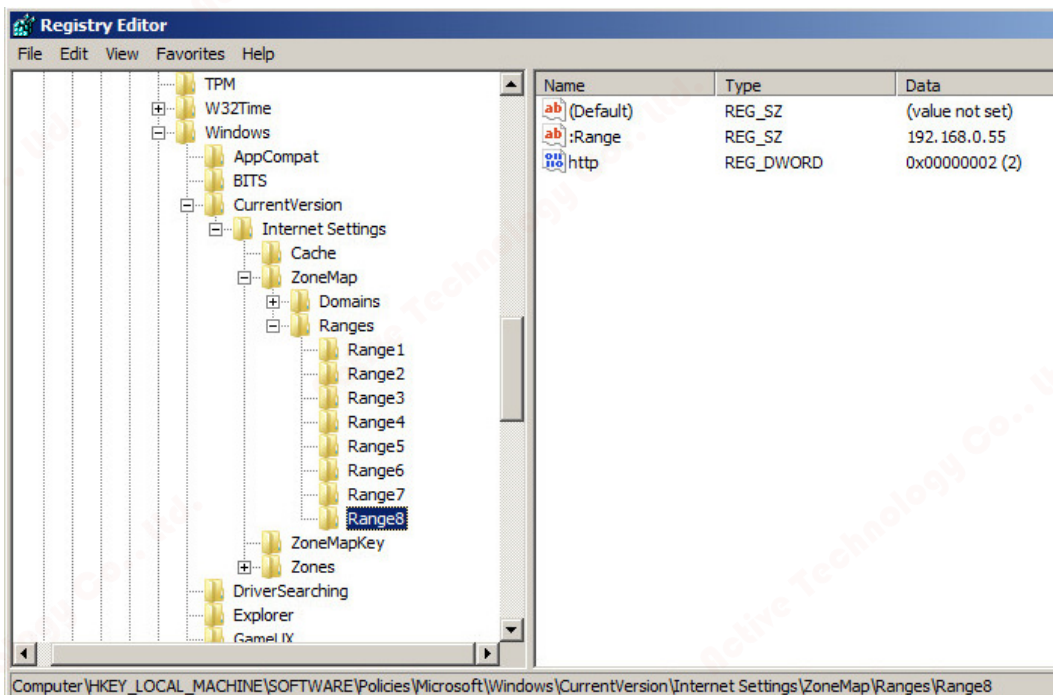 Registry Editor
File Edit View Favorites Help
TPM
W32Time
Windows
AppCompat
BITS
CurrentVersion
Internet Settings
Cache
ZoneMap
Domains
Ranges
Range1
Range2
Range3
Range4
Range5
Range6
Range7
Range8
ZoneMapKey
Zones
DriverSearching
Explorer
GameUX
Name Type Data
(Default) REG_SZ (value not set)
:Range REG_SZ 192.168.0.55
http REG_DWORD 0x00000002 (2)
Computer\HKEY_LOCAL_MACHINE\SOFTWARE\Policies\Microsoft\Windows\CurrentVersion\Internet Settings\ZoneMap\Ranges\Range8